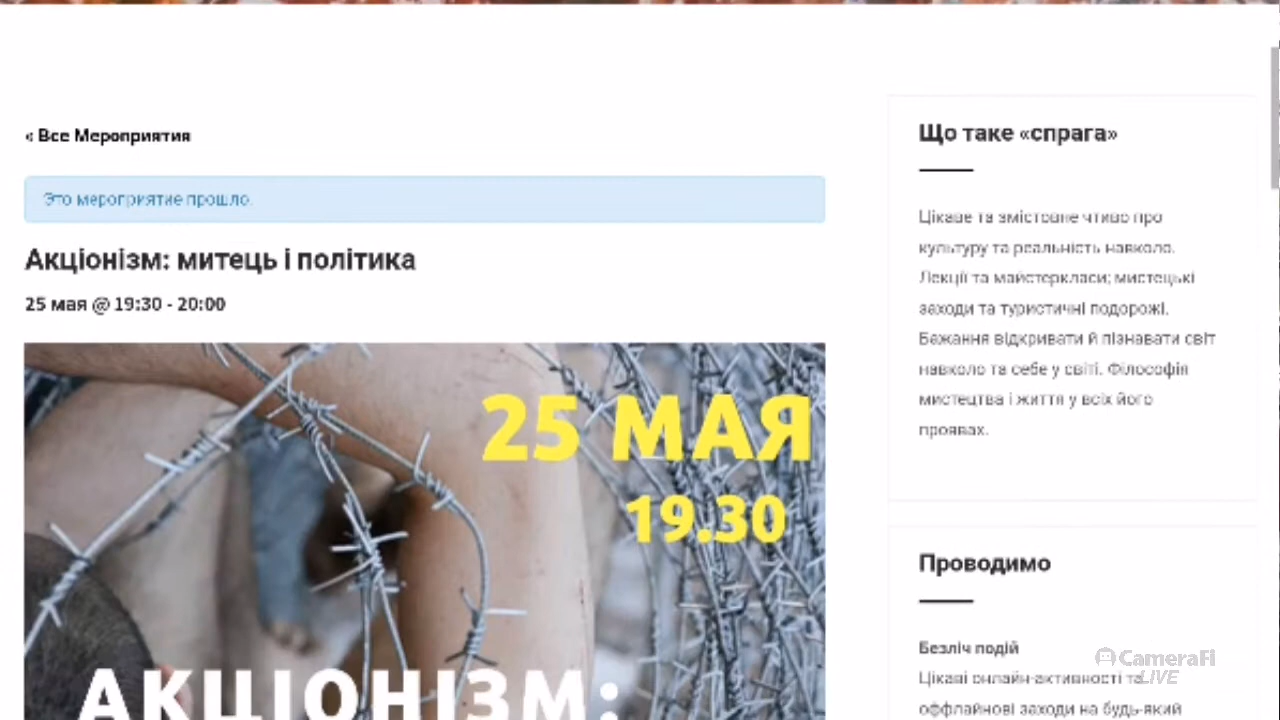 « Все Мероприятия
Это мероприятие прошло.
Акціонізм: митець і політика
25 мая @ 19:30 - 20:00
25 МАЯ
19.30
АКЦІОНІЗМ:
Що таке «спрага»
Цікаве та змістовне чтиво про
культуру та реальність навколо.
Лекції та майстеркласи; мистецькі
заходи та туристичні подорожі.
Бажання відкривати й пізнавати світ
навколо та себе у світі. Філософія
мистецтва і життя у всіх його
проявах.
Проводимо
Безліч подій
Цікаві онлайн-активності та
оффлайнові заходи на будь-який
CameraFi
LIVE